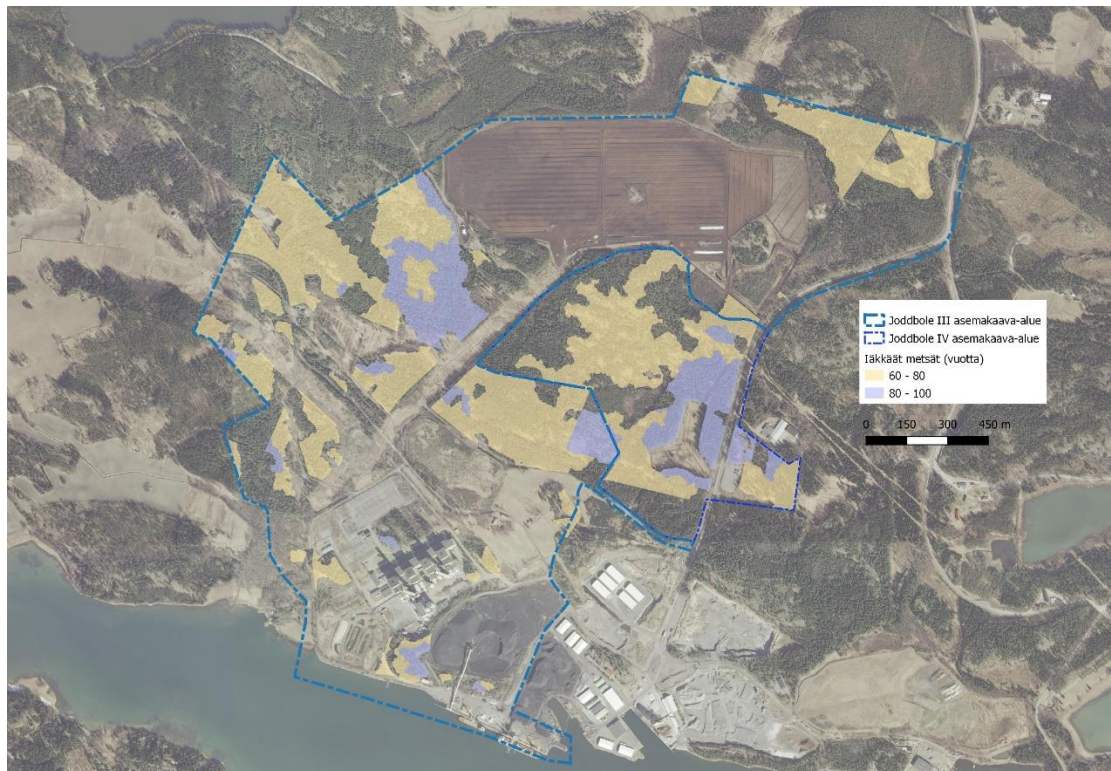 Joddbole III asemakaava-alue
Joddbole IV asemakaava-alue
Iäkkäät metsät (vuotta)
60 - 80
80 - 100
0 150 300 450 m